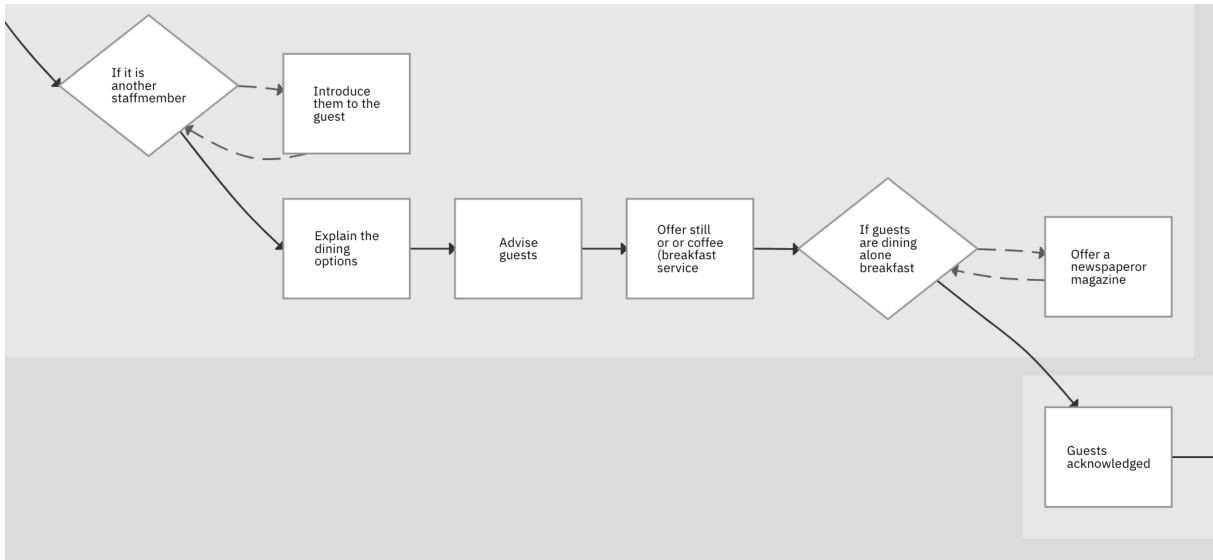 If it is
another
staffmember
Introduce
them to the
guest
Explain the
dining
options
Advise
guests
Offer still
or or coffee
(breakfast
service
If guests
are dining
alone
breakfast
Offer a
newspaperor
magazine
Guests
acknowledged